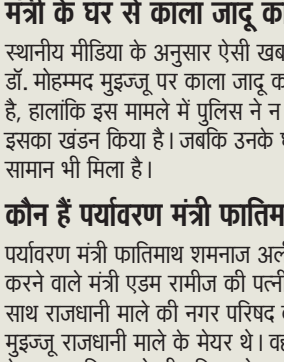 मंत्री के घर से काला जादू क
स्थानीय मीडिया के अनुसार ऐसी खब
डॉ. मोहम्मद मुइज्जू पर काला जादू क
है, हालांकि इस मामले में पुलिस ने न
इसका खंडन किया है। जबकि उनके घ
सामान भी मिला है।
कौन हैं पर्यावरण मंत्री फातिम
पर्यावरण मंत्री फातिमाथ शमनाज अली
करने वाले मंत्री एडम रामीज की पत्नी
साथ राजधानी माले की नगर परिषद
मुइज्जू राजधानी माले के मेयर थे। वह